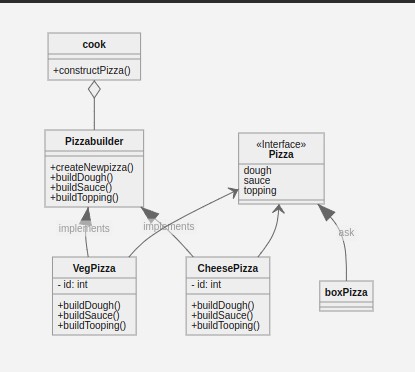 cook
+constructPizza()
Pizzabuilder
+createNewpizza()
+buildDough()
+buildSauce()
+buildTopping()
«Interface»
Pizza
dough
sauce
topping
implements
implements
ask
VegPizza
- id: int
+buildDough()
+buildSauce()
+buildTooping()
CheesePizza
- id: int
+buildDough()
+buildSauce()
+buildTooping()
boxPizza